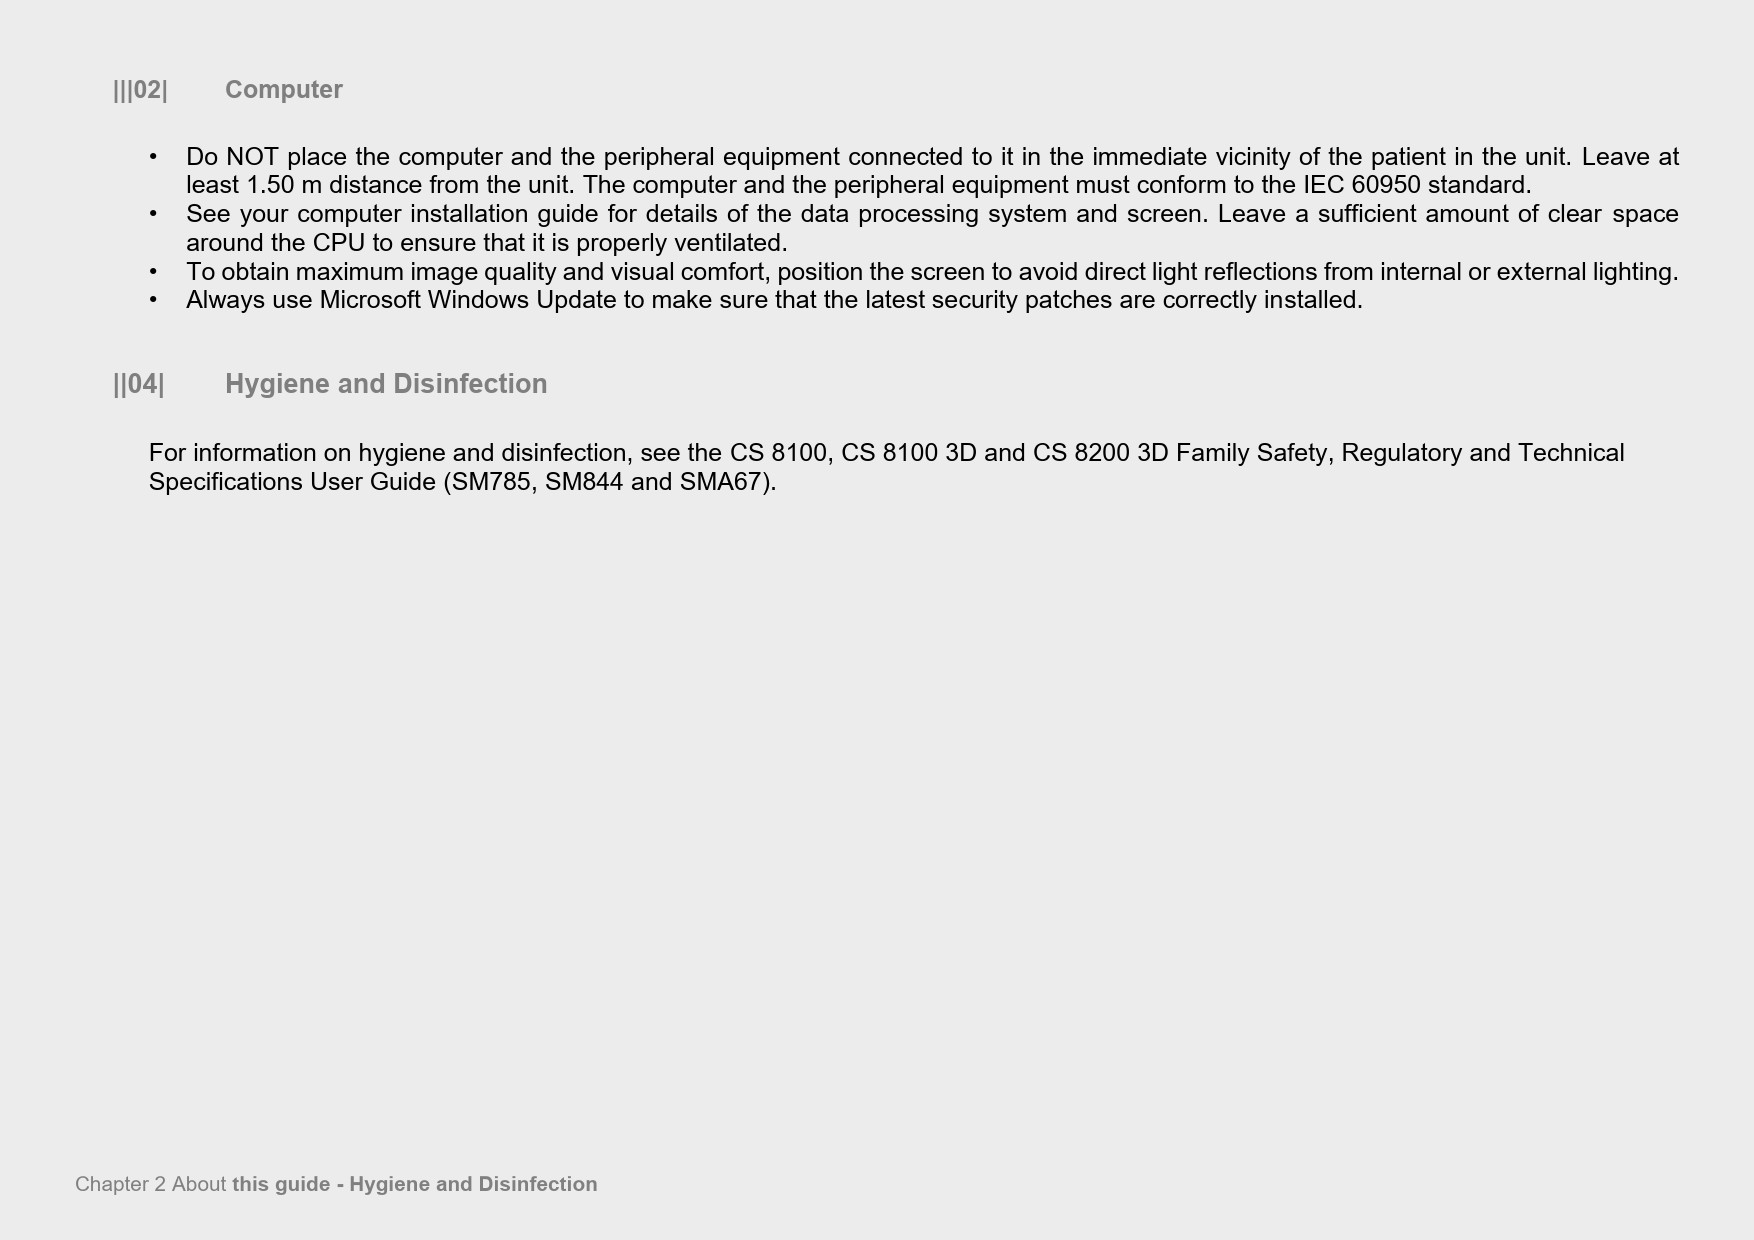 |||02| Computer
• Do NOT place the computer and the peripheral equipment connected to it in the immediate vicinity of the patient in the unit. Leave at
least 1.50 m distance from the unit. The computer and the peripheral equipment must conform to the IEC 60950 standard.
• See your computer installation guide for details of the data processing system and screen. Leave a sufficient amount of clear space
around the CPU to ensure that it is properly ventilated.
• To obtain maximum image quality and visual comfort, position the screen to avoid direct light reflections from internal or external lighting.
• Always use Microsoft Windows Update to make sure that the latest security patches are correctly installed.
||04| Hygiene and Disinfection
For information on hygiene and disinfection, see the CS 8100, CS 8100 3D and CS 8200 3D Family Safety, Regulatory and Technical
Specifications User Guide (SM785, SM844 and SMA67).
Chapter 2 About this guide - Hygiene and Disinfection